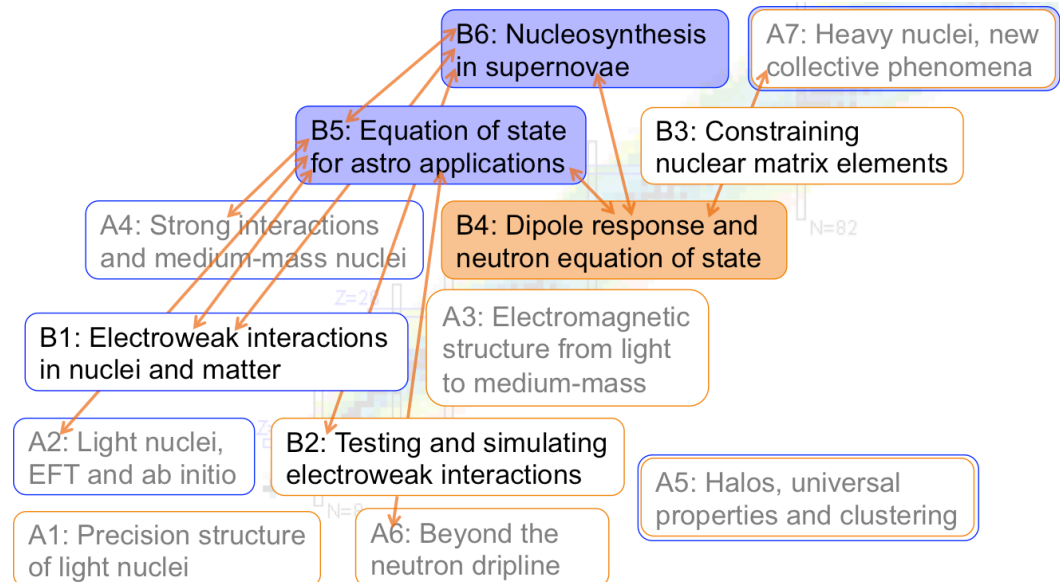 B6: Nucleosynthesis
in supernovae
A7: Heavy nuclei, new
collective phenomena
B5: Equation of state
for astro applications
B3: Constraining
nuclear matrix elements
A4: Strong interactions
and medium-mass nuclei
B4: Dipole response and
neutron equation of state
N=82
Z=28
A3: Electromagnetic
structure from light
to medium-mass
B1: Electroweak interactions
in nuclei and matter
A2: Light nuclei,
EFT and ab initio
B2: Testing and simulating
electroweak interactions
A5: Halos, universal
properties and clustering
A1: Precision structure
of light nuclei
A6: Beyond the
neutron dripline